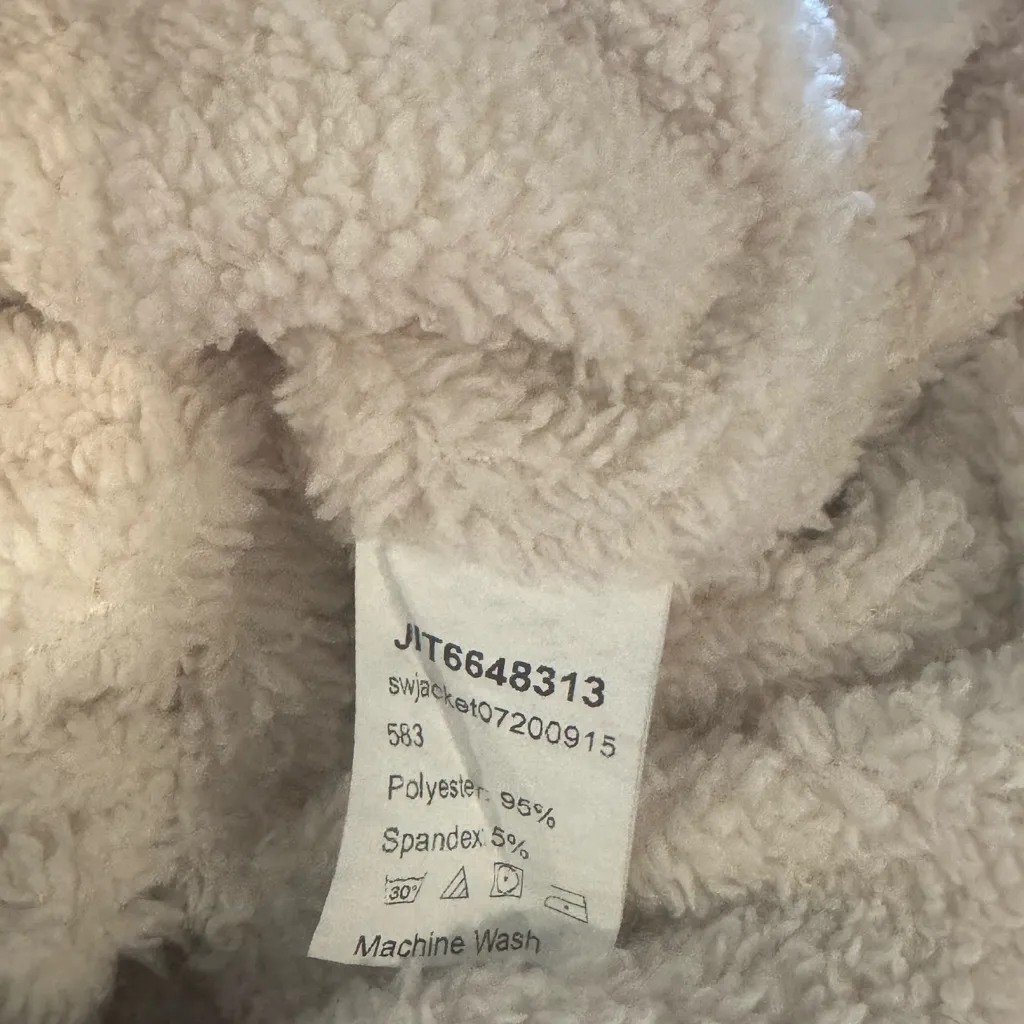 JIT6648313
swjacket07200915
583
Polyester: 95%
Spandex: 5%
30°
Machine Wash